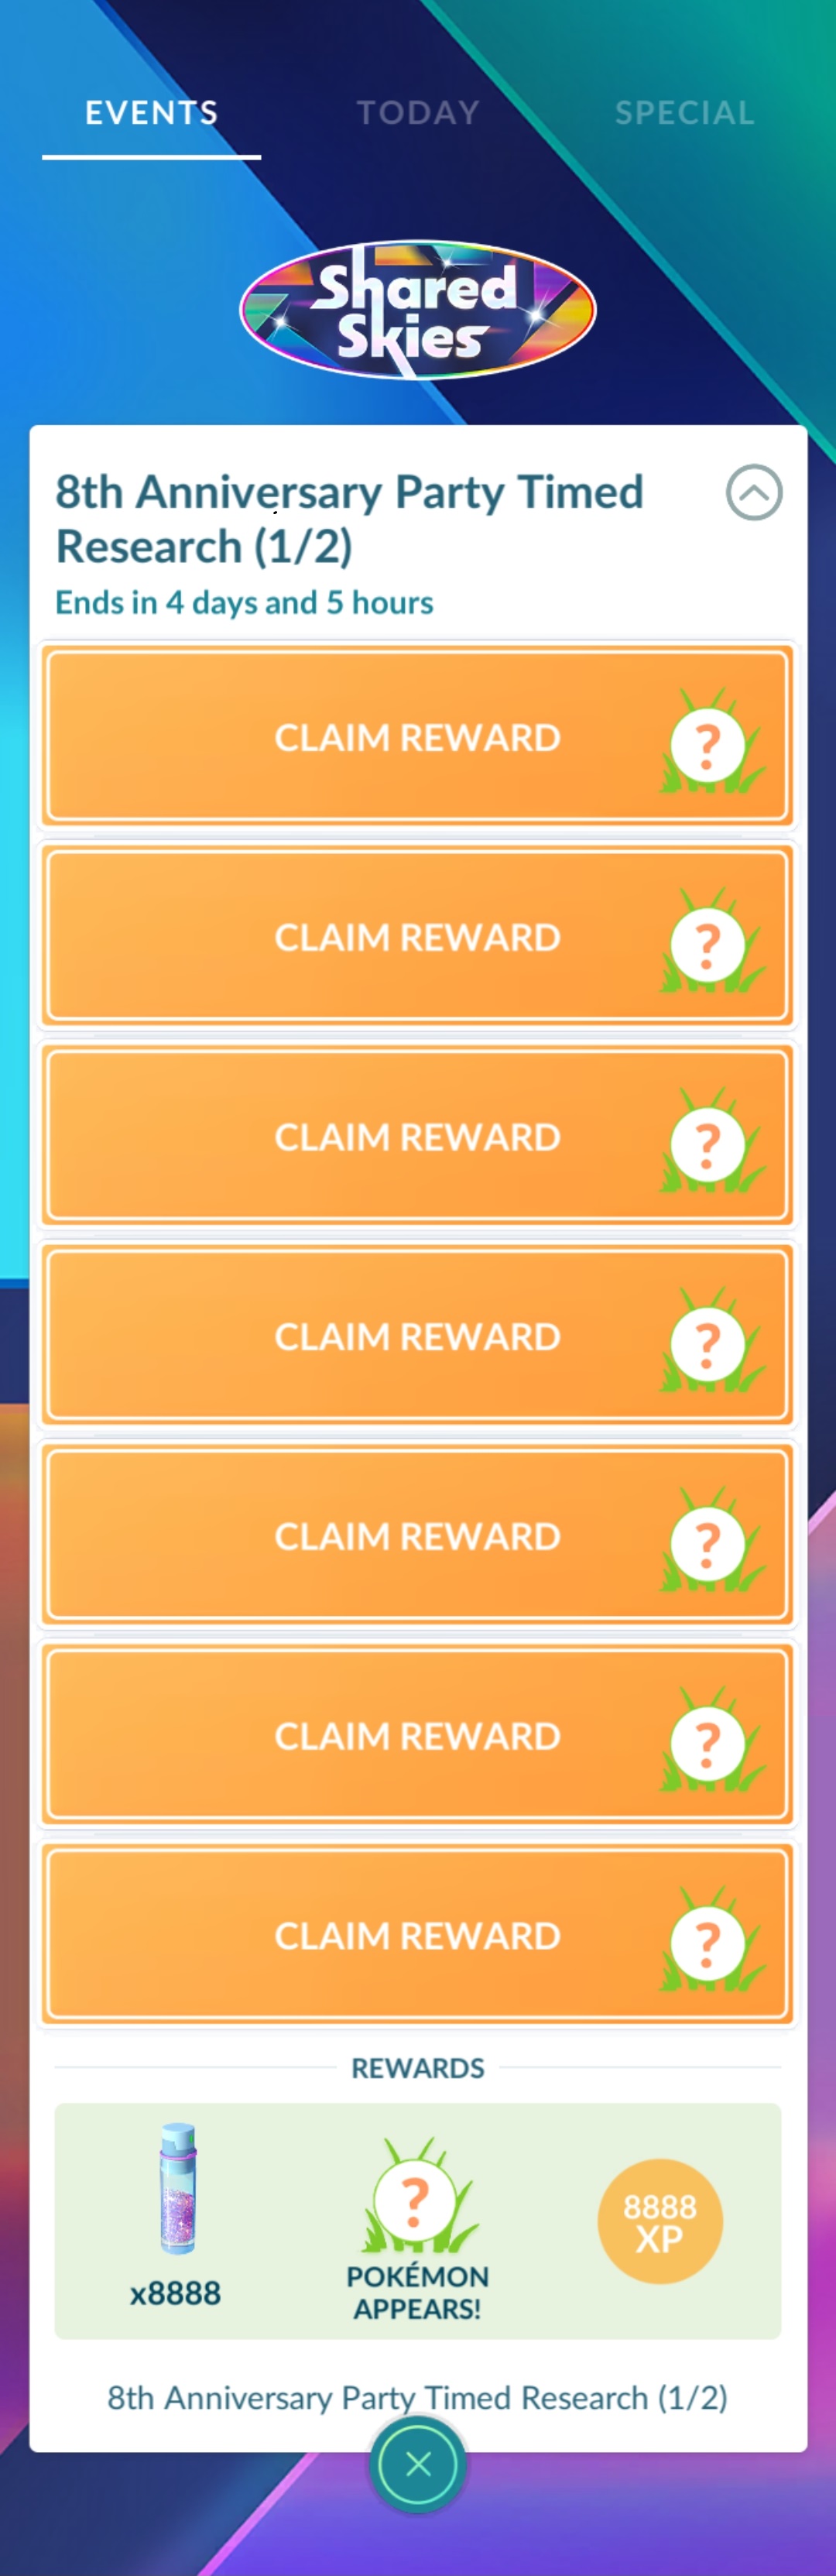 EVENTS
TODAY
SPECIAL
Shared
Skies
8th Anniversary Party Timed
Research (1/2)
Ends in 4 days and 5 hours
CLAIM REWARD
?
CLAIM REWARD
?
CLAIM REWARD
?
CLAIM REWARD
?
CLAIM REWARD
?
CLAIM REWARD
?
CLAIM REWARD
?
REWARDS
x8888
?
POKÉMON
APPEARS!
8888
XP
8th Anniversary Party Timed Research (1/2)